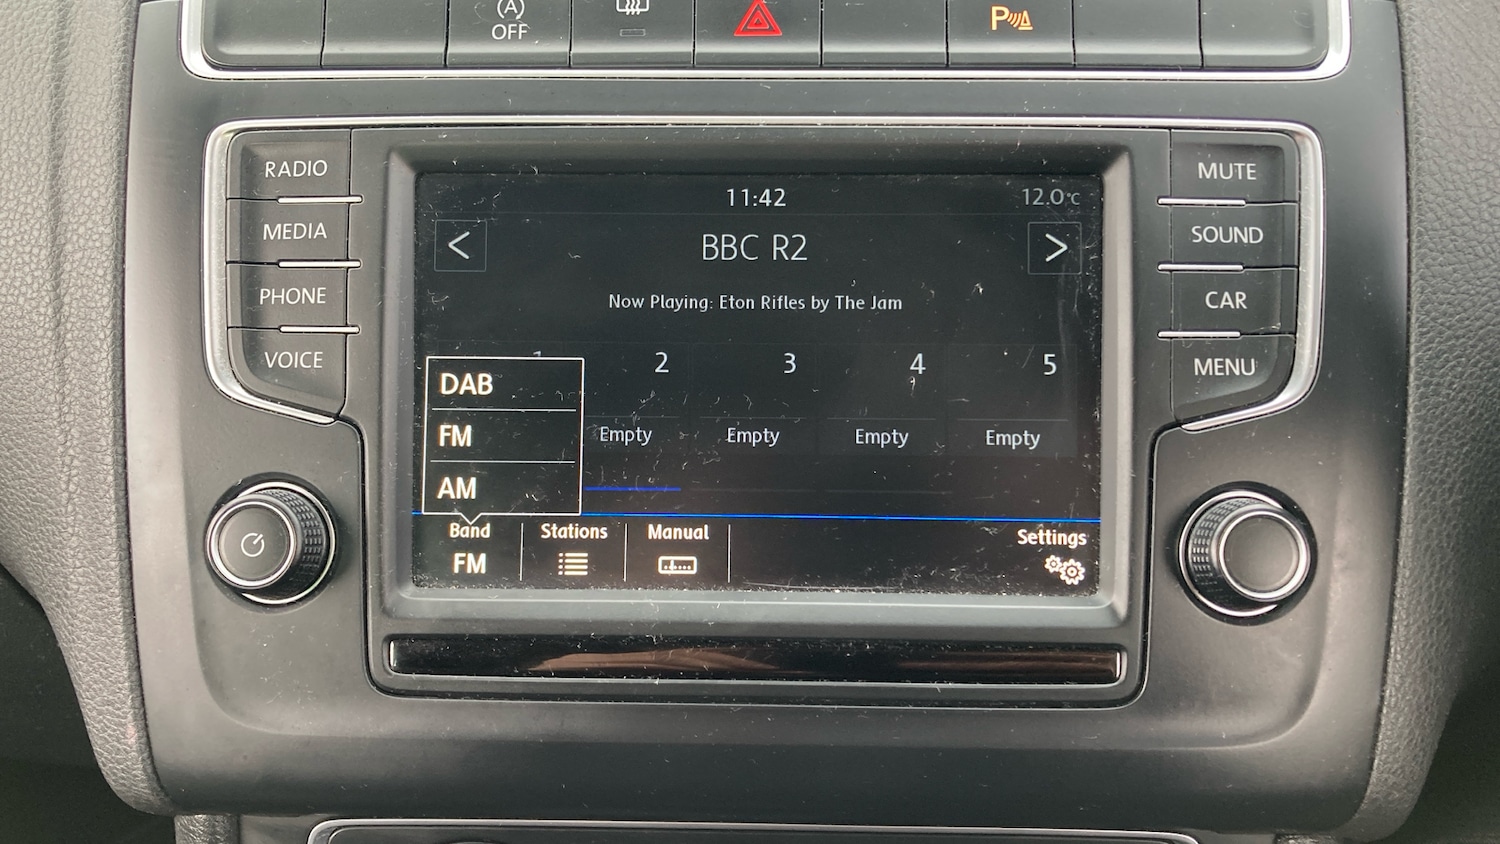 A
OFF
P
RADIO
MEDIA
PHONE
VOICE
11:42
12.0°C
<
BBC R2
>
Now Playing: Eton Rifles by The Jam
1 2 3 4 5
Empty Empty Empty Empty
DAB
FM
AM
Band
FM
Stations
Manual
Settings
MUTE
SOUND
CAR
MENU